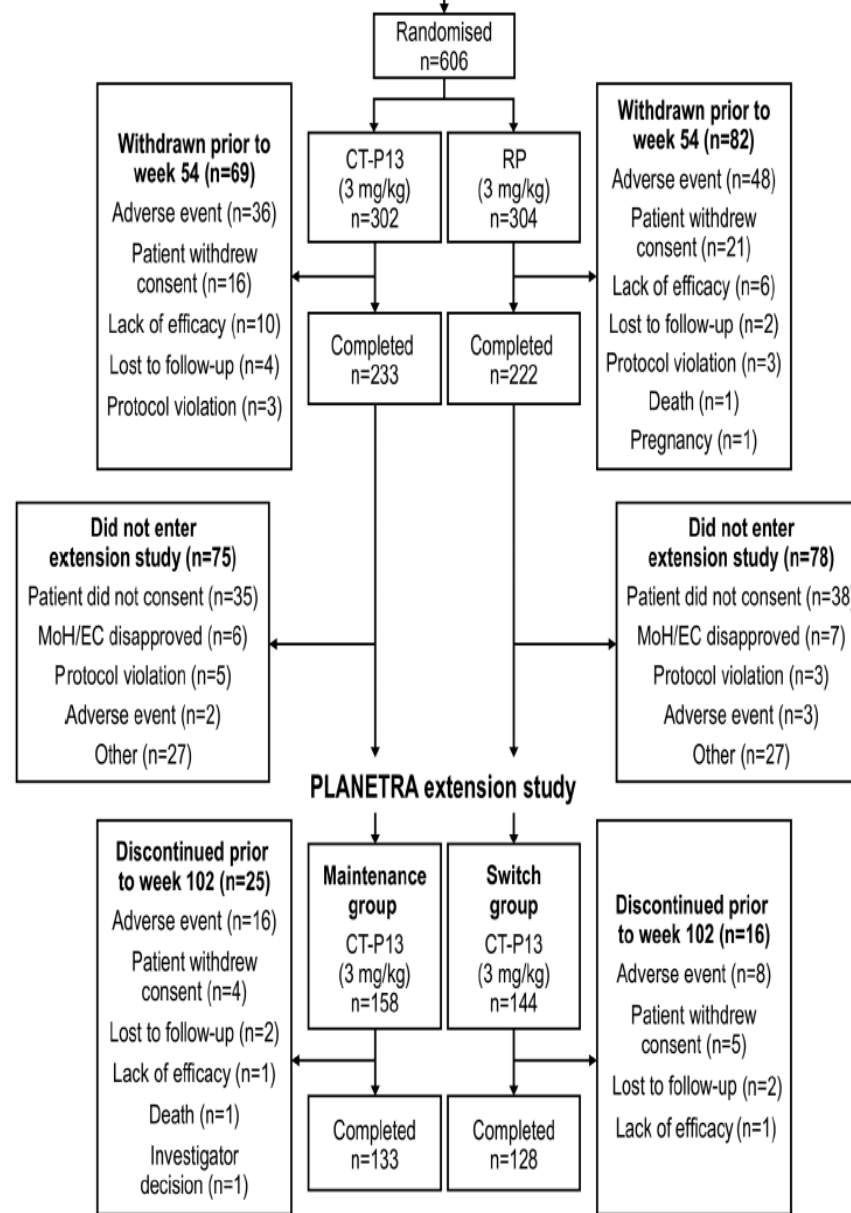 Randomised
n=606
Withdrawn prior to
week 54 (n=69)
Adverse event (n=36)
Patient withdrew
consent (n=16)
Lack of efficacy (n=10)
Lost to follow-up (n=4)
Protocol violation (n=3)
CT-P13
(3 mg/kg)
n=302
RP
(3 mg/kg)
n=304
Withdrawn prior to
week 54 (n=82)
Adverse event (n=48)
Patient withdrew
consent (n=21)
Lack of efficacy (n=6)
Lost to follow-up (n=2)
Protocol violation (n=3)
Death (n=1)
Pregnancy (n=1)
Completed
n=233
Completed
n=222
Did not enter
extension study (n=75)
Patient did not consent (n=35)
MoH/EC disapproved (n=6)
Protocol violation (n=5)
Adverse event (n=2)
Other (n=27)
Did not enter
extension study (n=78)
Patient did not consent (n=38)
MoH/EC disapproved (n=7)
Protocol violation (n=3)
Adverse event (n=3)
Other (n=27)
PLANETRA extension study
Discontinued prior
to week 102 (n=25)
Adverse event (n=16)
Patient withdrew
consent (n=4)
Lost to follow-up (n=2)
Lack of efficacy (n=1)
Death (n=1)
Investigator
decision (n=1)
Maintenance
group
CT-P13
(3 mg/kg)
n=158
Switch
group
CT-P13
(3 mg/kg)
n=144
Discontinued prior
to week 102 (n=16)
Adverse event (n=8)
Patient withdrew
consent (n=5)
Lost to follow-up (n=2)
Lack of efficacy (n=1)
Completed
n=133
Completed
n=128